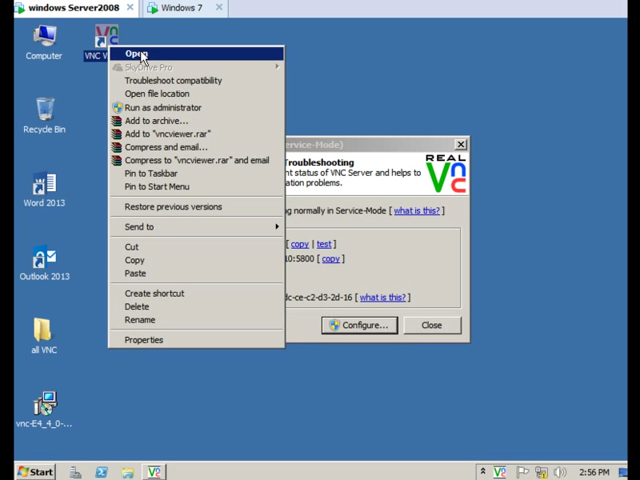 windows Server2008
Windows 7
Computer
VNC V
Recycle Bin
Word 2013
Outlook 2013
all VNC
vnc-E4_4_0-...
Open
SkyDrive Pro
Troubleshoot compatibility
Open file location
Run as administrator
Add to archive...
Add to "vncviewer.rar"
Compress and email...
Compress to "vncviewer.rar" and email
Pin to Taskbar
Pin to Start Menu
Restore previous versions
Send to
Cut
Copy
Paste
Create shortcut
Delete
Rename
Properties
ervice-Mode)
Troubleshooting
nt status of VNC Server and helps to
ation problems.
REAL
VNC
ng normally in Service-Mode [ what is this? ]
[ copy | test ]
10:5800 [ copy ]
dc-ce-c2-d3-2d-16 [ what is this? ]
Configure...
Close
Start
2:56 PM